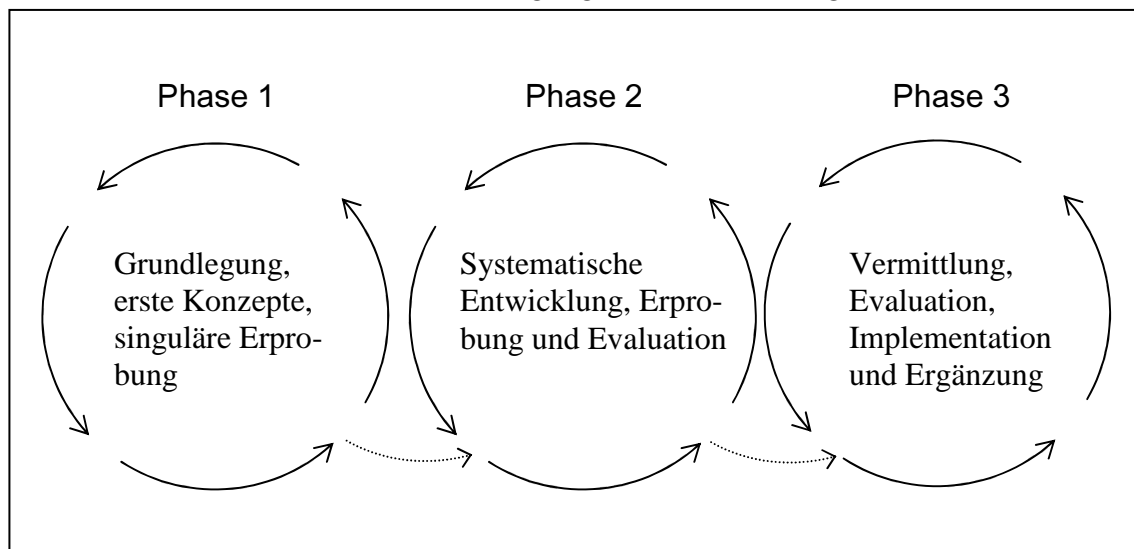 Phase 1
Phase 2
Phase 3
Grundlegung,
erste Konzepte,
singuläre Erpro-
bung
Systematische
Entwicklung, Erpro-
bung und Evaluation
Vermittlung,
Evaluation,
Implementation
und Ergänzung